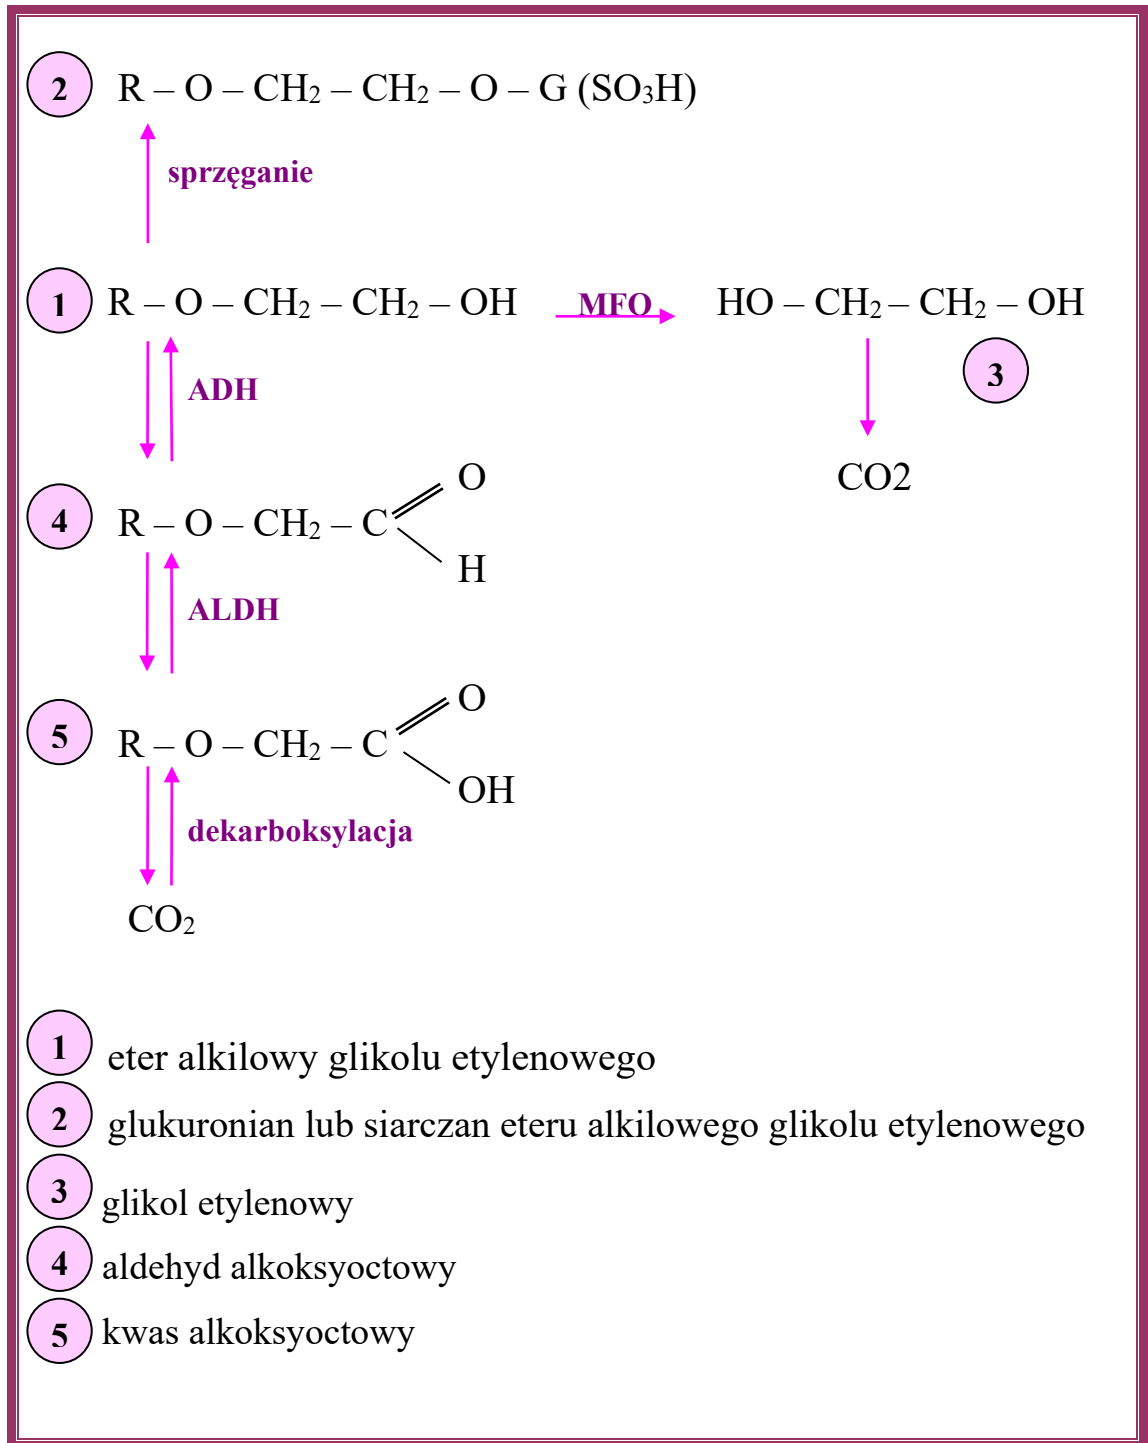 2 R – O – CH₂ – CH₂ – O – G (SO₃H)
sprzęganie
1 R – O – CH₂ – CH₂ – OH MFO HO – CH₂ – CH₂ – OH
3
ADH
CO2
O
4 R – O – CH₂ – C
H
ALDH
O
5 R – O – CH₂ – C
OH
dekarboksylacja
CO₂
1 eter alkilowy glikolu etylenowego
2 glukuronian lub siarczan eteru alkilowego glikolu etylenowego
3 glikol etylenowy
4 aldehyd alkoksyoctowy
5 kwas alkoksyoctowy